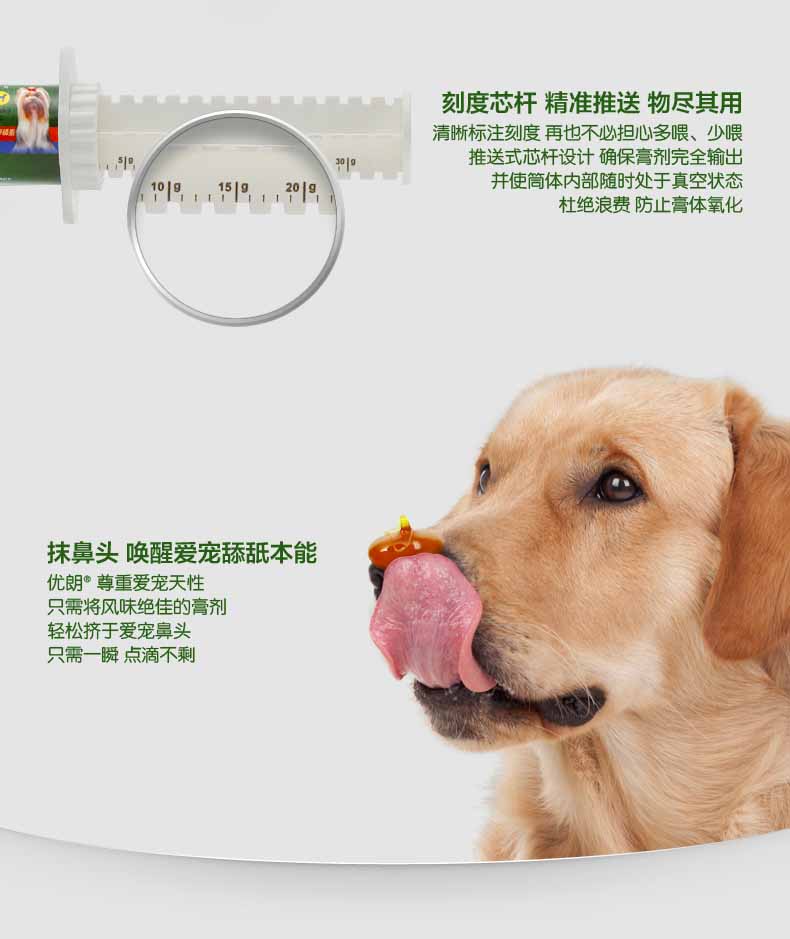 刻度芯杆 精准推送 物尽其用
清晰标注刻度 再也不必担心多喂、少喂
推送式芯杆设计 确保膏剂完全输出
并使筒体内部随时处于真空状态
杜绝浪费 防止膏体氧化
5|g
10|g 15|g 20|g
30|g
抹鼻头 唤醒爱宠舔舐本能
优朗® 尊重爱宠天性
只需将风味绝佳的膏剂
轻松挤于爱宠鼻头
只需一瞬 点滴不剩